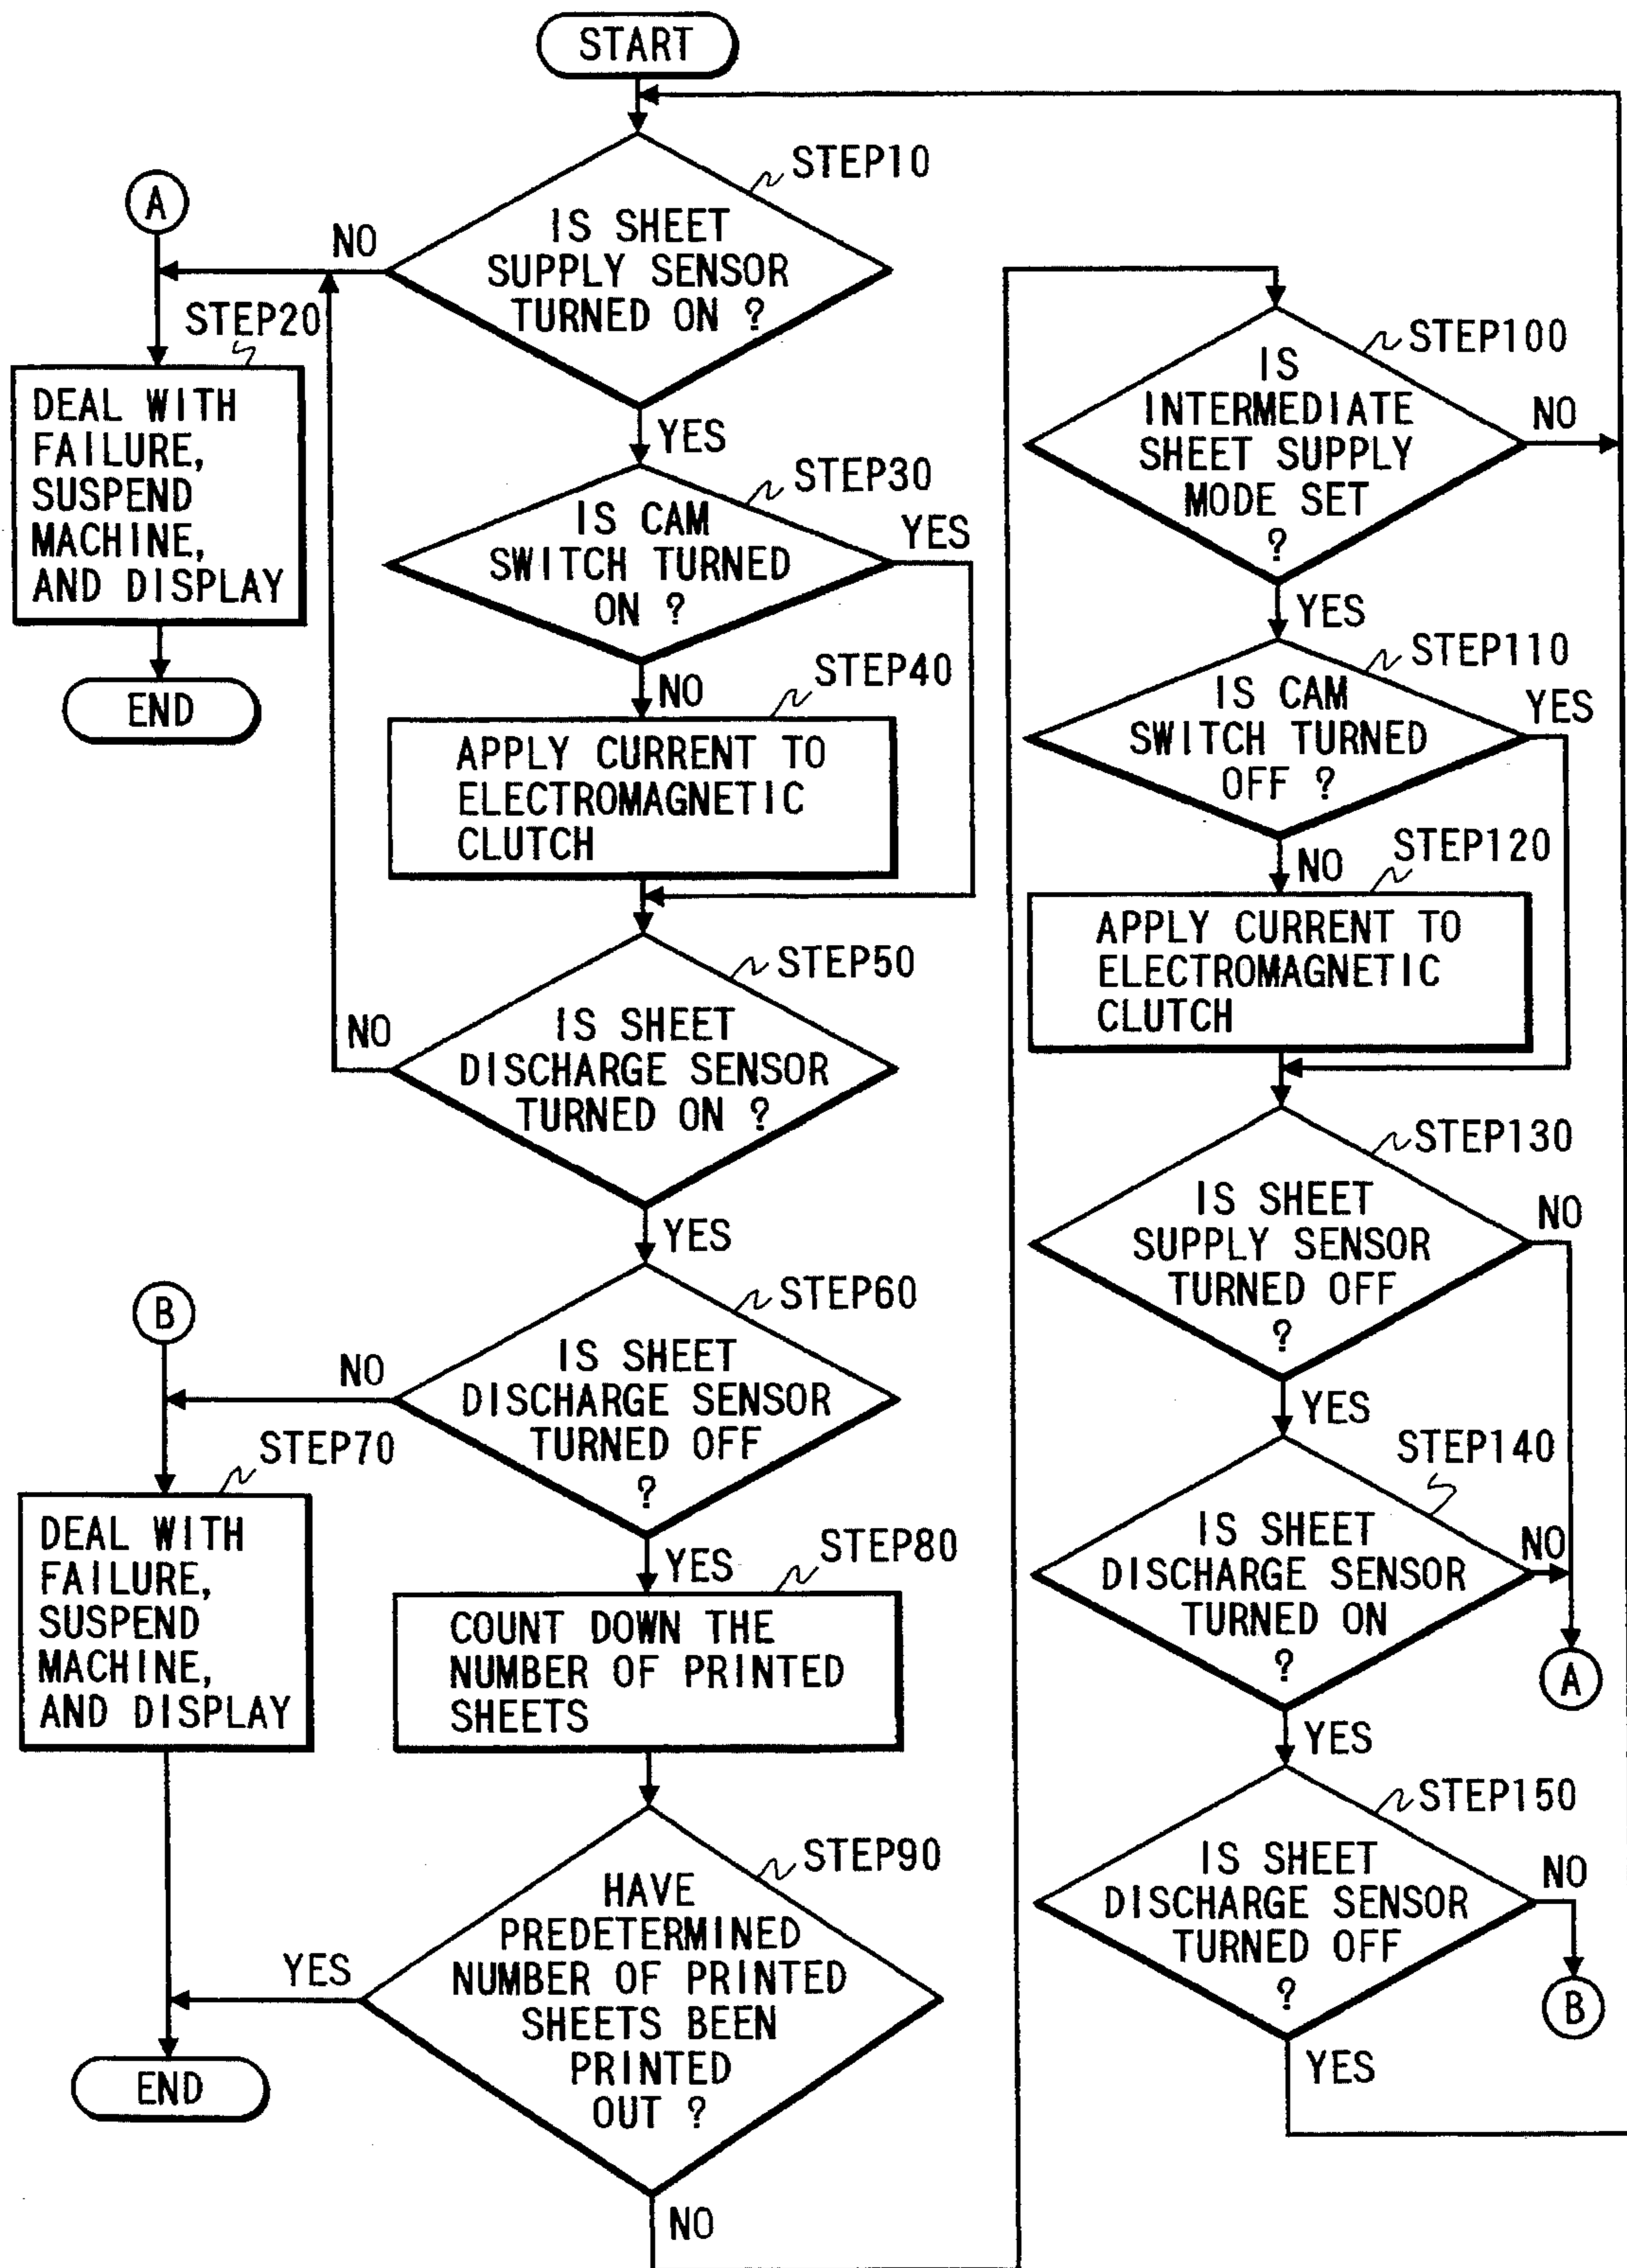 START
STEP10
A
IS SHEET
SUPPLY SENSOR
TURNED ON ?
NO
YES
STEP20
DEAL WITH
FAILURE,
SUSPEND
MACHINE,
AND DISPLAY
END
STEP30
IS CAM
SWITCH TURNED
ON ?
YES
NO
STEP40
APPLY CURRENT TO
ELECTROMAGNETIC
CLUTCH
STEP50
IS SHEET
DISCHARGE SENSOR
TURNED ON ?
NO
YES
STEP60
IS SHEET
DISCHARGE SENSOR
TURNED OFF
?
NO
YES
B
STEP70
DEAL WITH
FAILURE,
SUSPEND
MACHINE,
AND DISPLAY
STEP80
COUNT DOWN THE
NUMBER OF PRINTED
SHEETS
STEP90
HAVE
PREDETERMINED
NUMBER OF PRINTED
SHEETS BEEN
PRINTED
OUT ?
YES
END
NO
STEP100
IS
INTERMEDIATE
SHEET SUPPLY
MODE SET
?
NO
YES
STEP110
IS CAM
SWITCH TURNED
OFF ?
YES
NO
STEP120
APPLY CURRENT TO
ELECTROMAGNETIC
CLUTCH
STEP130
IS SHEET
SUPPLY SENSOR
TURNED OFF
?
NO
YES
STEP140
IS SHEET
DISCHARGE SENSOR
TURNED ON
?
NO
A
YES
STEP150
IS SHEET
DISCHARGE SENSOR
TURNED OFF
?
NO
B
YES